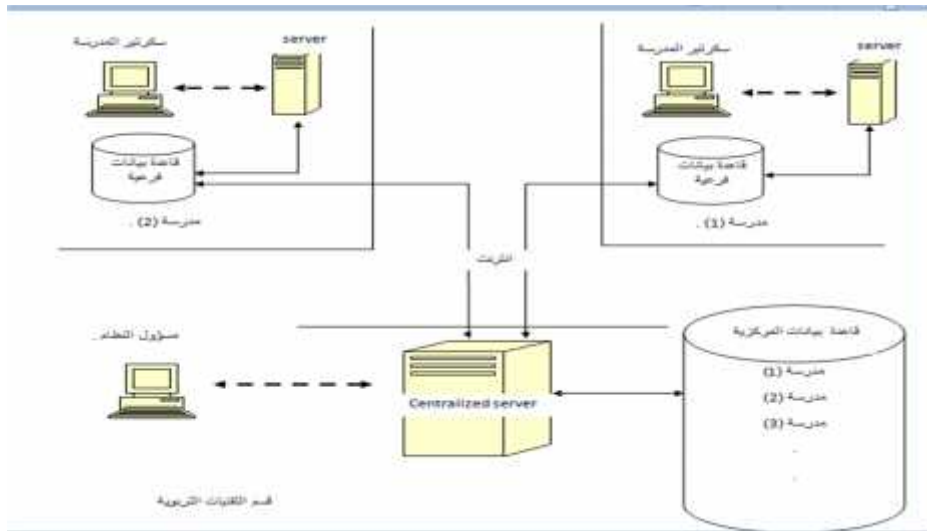 سكرتير المدرسة
server
قاعدة بيانات
فرعية
مدرسة (2) .
سكرتير المدرسة
server
قاعدة بيانات
فرعية
مدرسة (1) .
انترنت
مسؤول النظام .
Centralized server
قاعدة بيانات المركزية
مدرسة (1)
مدرسة (2)
مدرسة (3)
.
.
قسم التقنيات التربوية